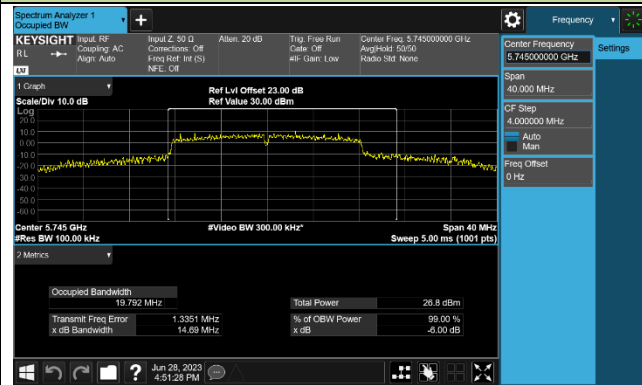 Spectrum Analyzer 1
Occupied BW
+
Frequency
KEYSIGHT
RL
LXI
Input: RF
Coupling: AC
Align: Auto
Input Z: 50 Ω
Corrections: Off
Freq Ref: Int (S)
NFE: Off
Atten: 20 dB
Trig: Free Run
Gate: Off
#IF Gain: Low
Center Freq: 5.745000000 GHz
Avg|Hold: 50/50
Radio Std: None
Center Frequency
5.745000000 GHz
Settings
Span
40.000 MHz
CF Step
4.000000 MHz
Auto
Man
Freq Offset
0 Hz
1 Graph
Scale/Div 10.0 dB
Ref Lvl Offset 23.00 dB
Ref Value 30.00 dBm
Log
20.0
10.0
0.00
-10.0
-20.0
-30.0
-40.0
-50.0
-60.0
Center 5.745 GHz
#Res BW 100.00 kHz
#Video BW 300.00 kHz*
Span 40 MHz
Sweep 5.00 ms (1001 pts)
2 Metrics
Occupied Bandwidth
19.792 MHz
Total Power 26.8 dBm
Transmit Freq Error 1.3351 MHz
% of OBW Power 99.00 %
x dB Bandwidth 14.69 MHz
x dB -6.00 dB
?
Jun 28, 2023
4:51:28 PM